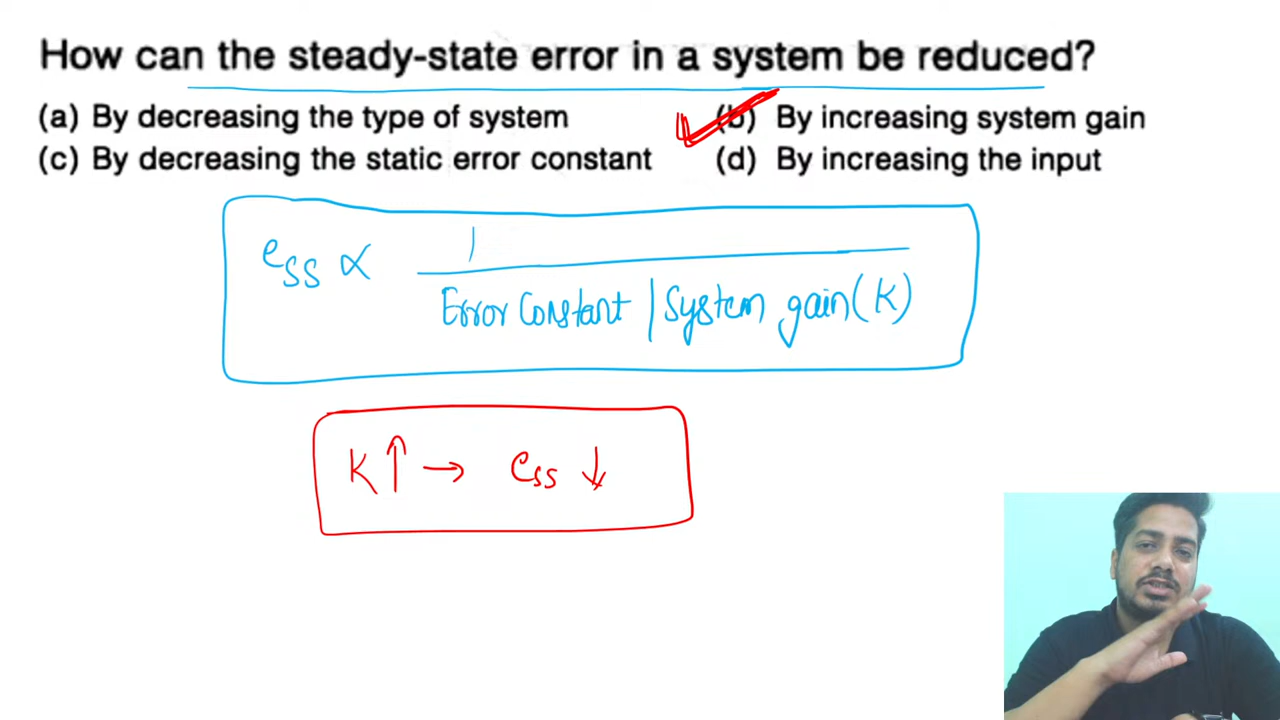 How can the steady-state error in a system be reduced?
(a) By decreasing the type of system (b) By increasing system gain
(c) By decreasing the static error constant (d) By increasing the input
ess ∝ 1
Error Constant | System gain (K)
K ↑ → ess ↓